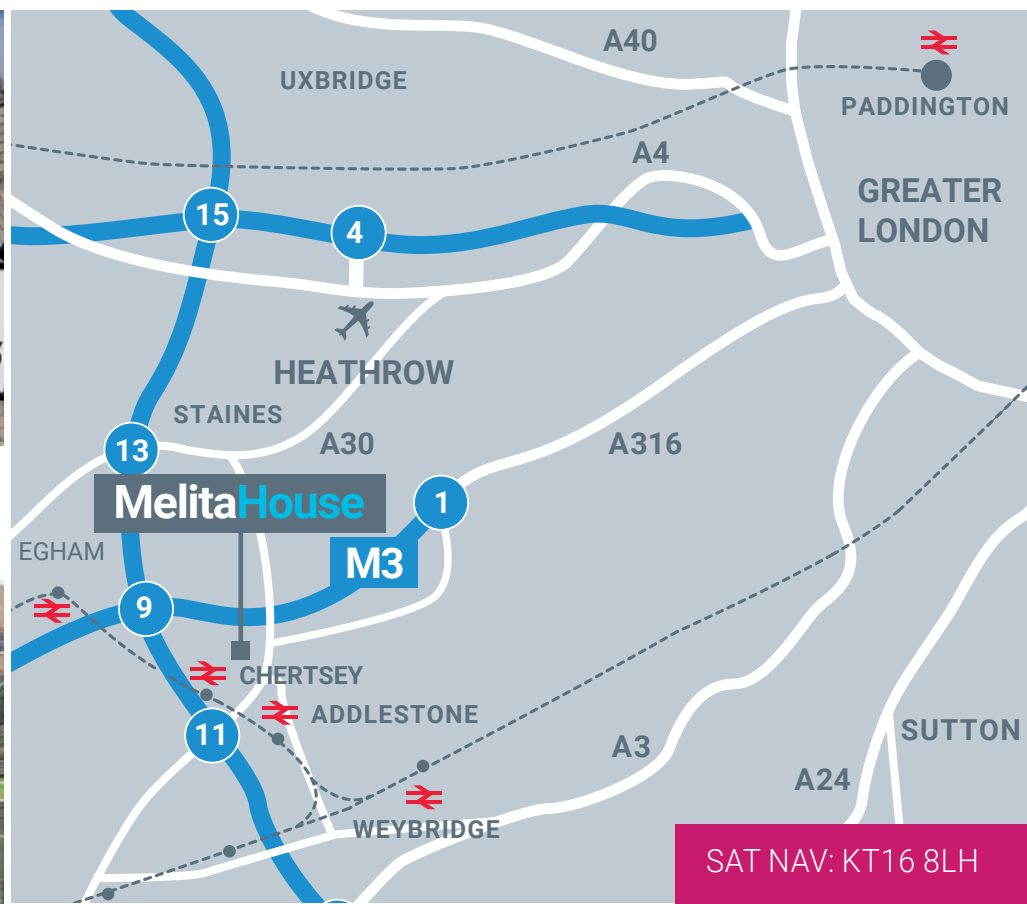 A40
UXBRIDGE
PADDINGTON
A4
GREATER
LONDON
15
4
HEATHROW
STAINES
A30
A316
13
MelitaHouse
1
EGHAM
M3
9
CHERTSEY
ADDLESTONE
11
SUTTON
A3
A24
WEYBRIDGE
SAT NAV: KT16 8LH